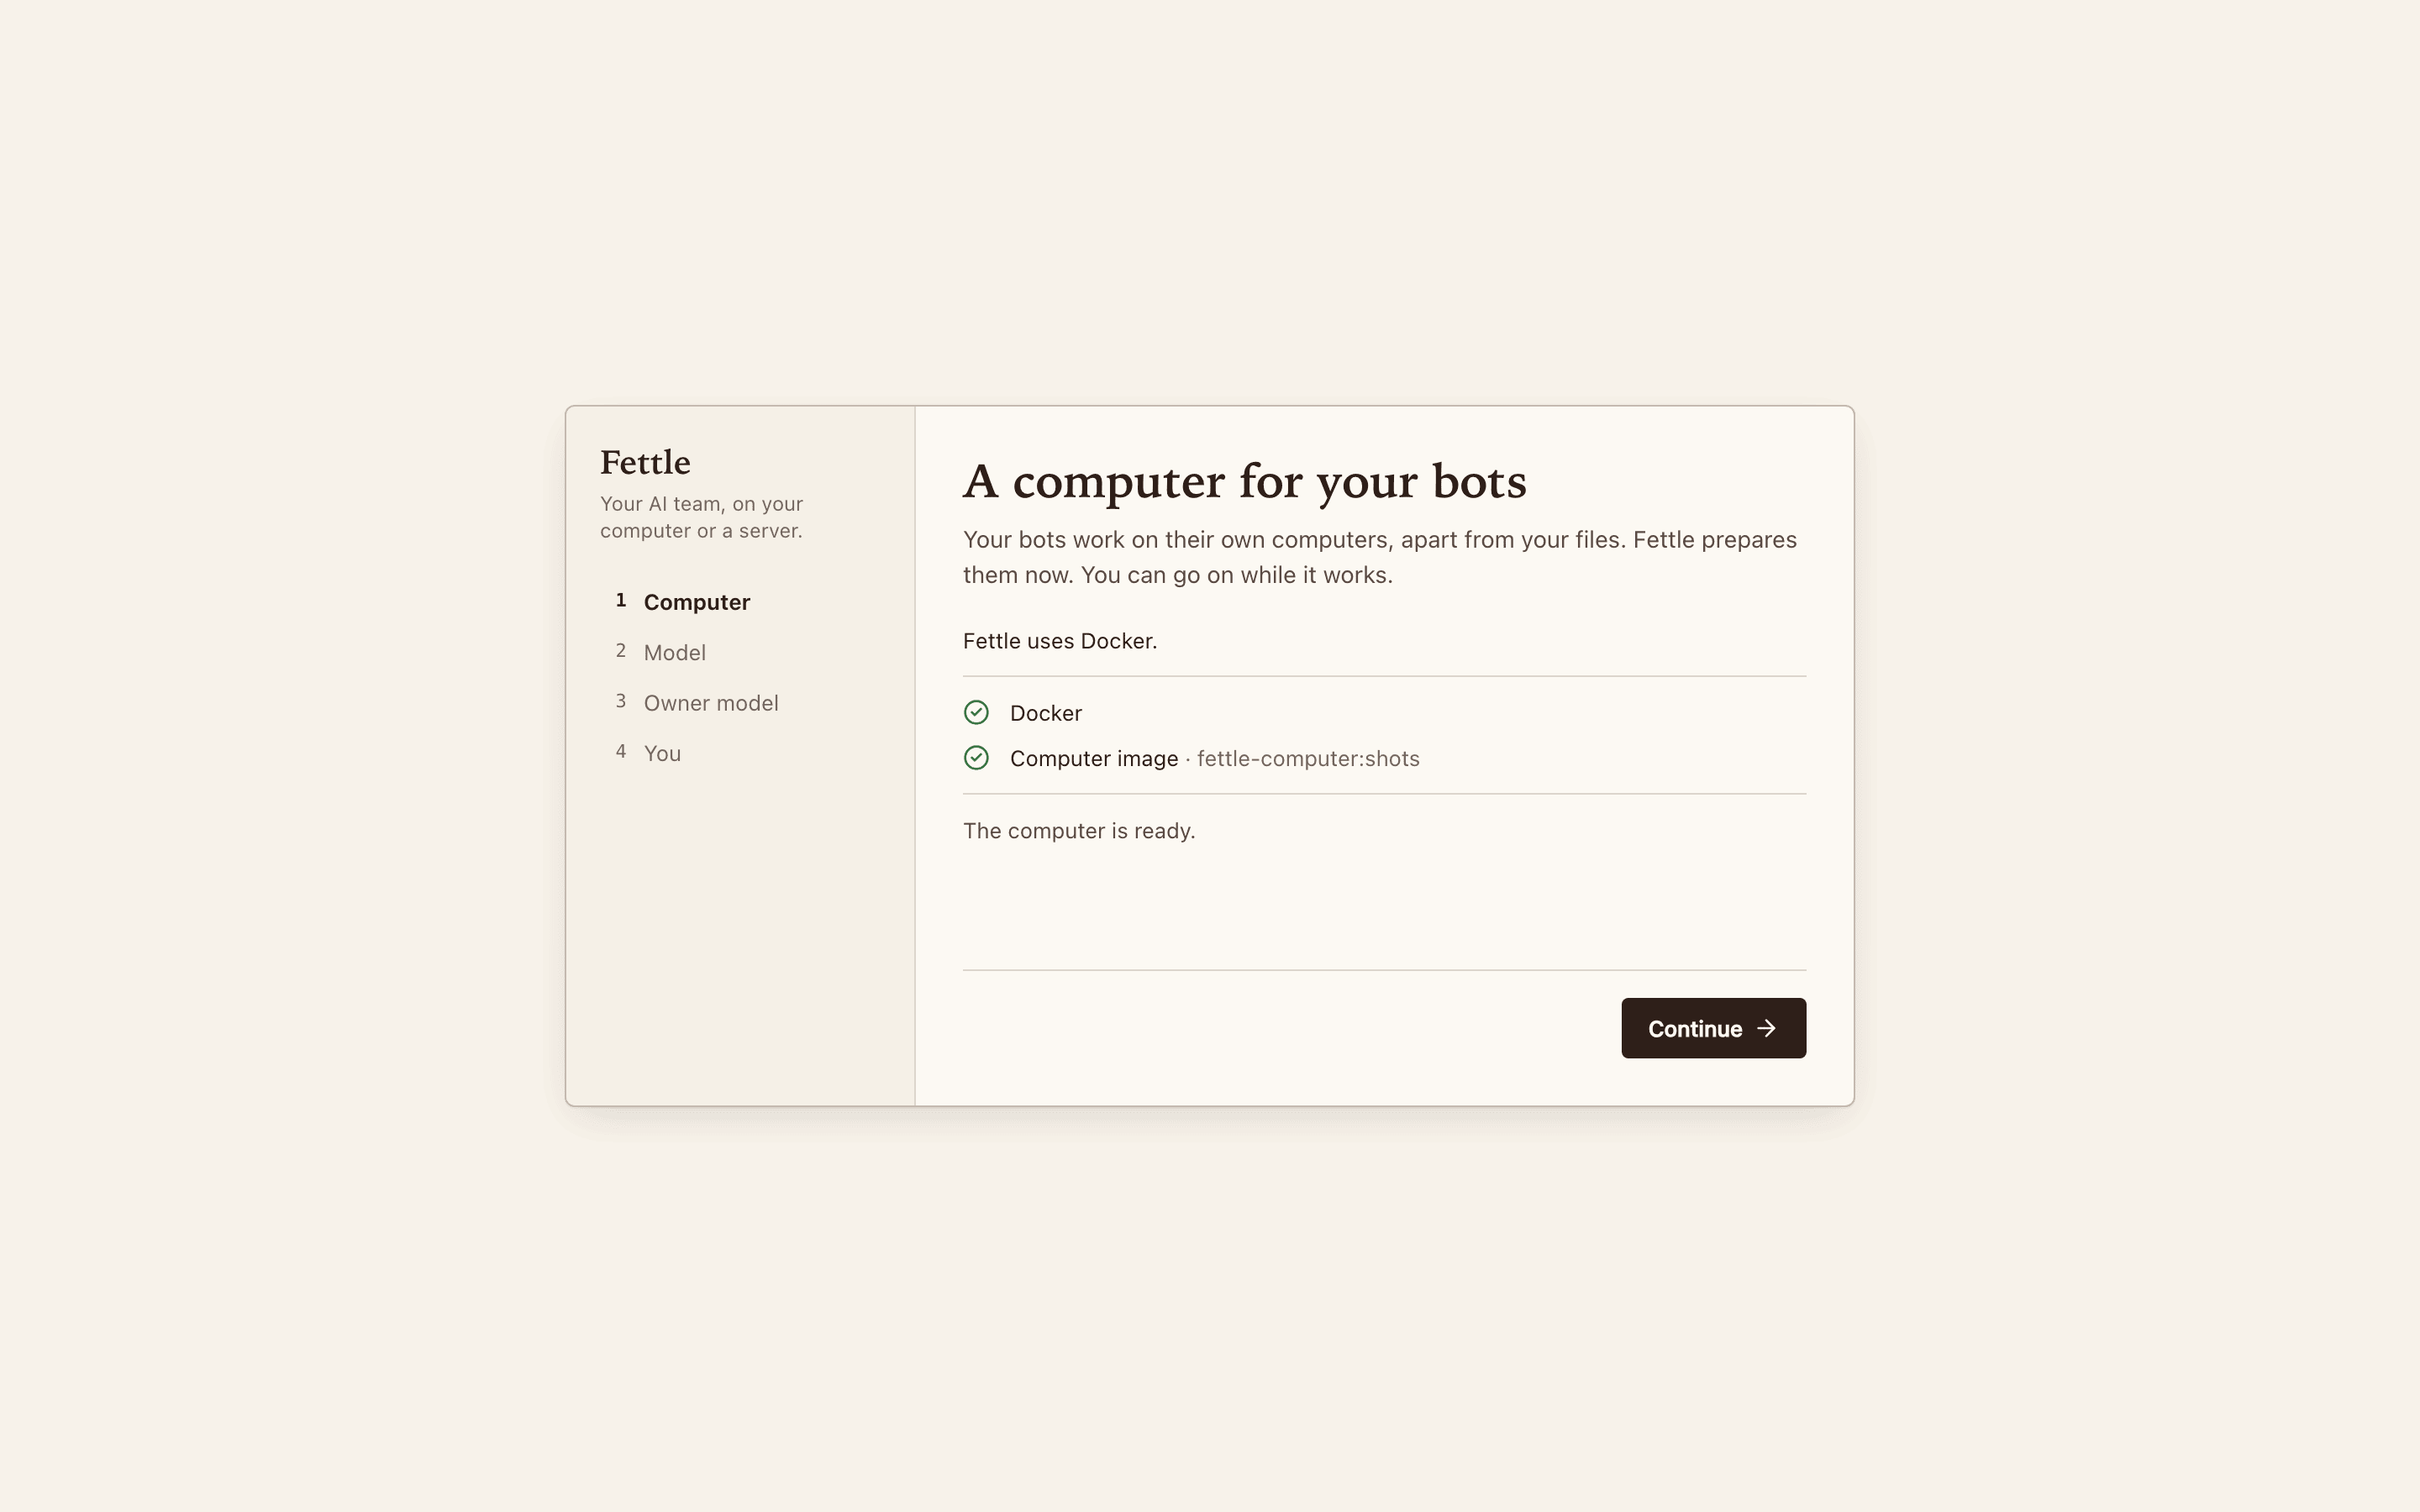 Fettle
Your AI team, on your
computer or a server.
1 Computer
2 Model
3 Owner model
4 You
A computer for your bots
Your bots work on their own computers, apart from your files. Fettle prepares
them now. You can go on while it works.
Fettle uses Docker.
Docker
Computer image · fettle-computer:shots
The computer is ready.
Continue